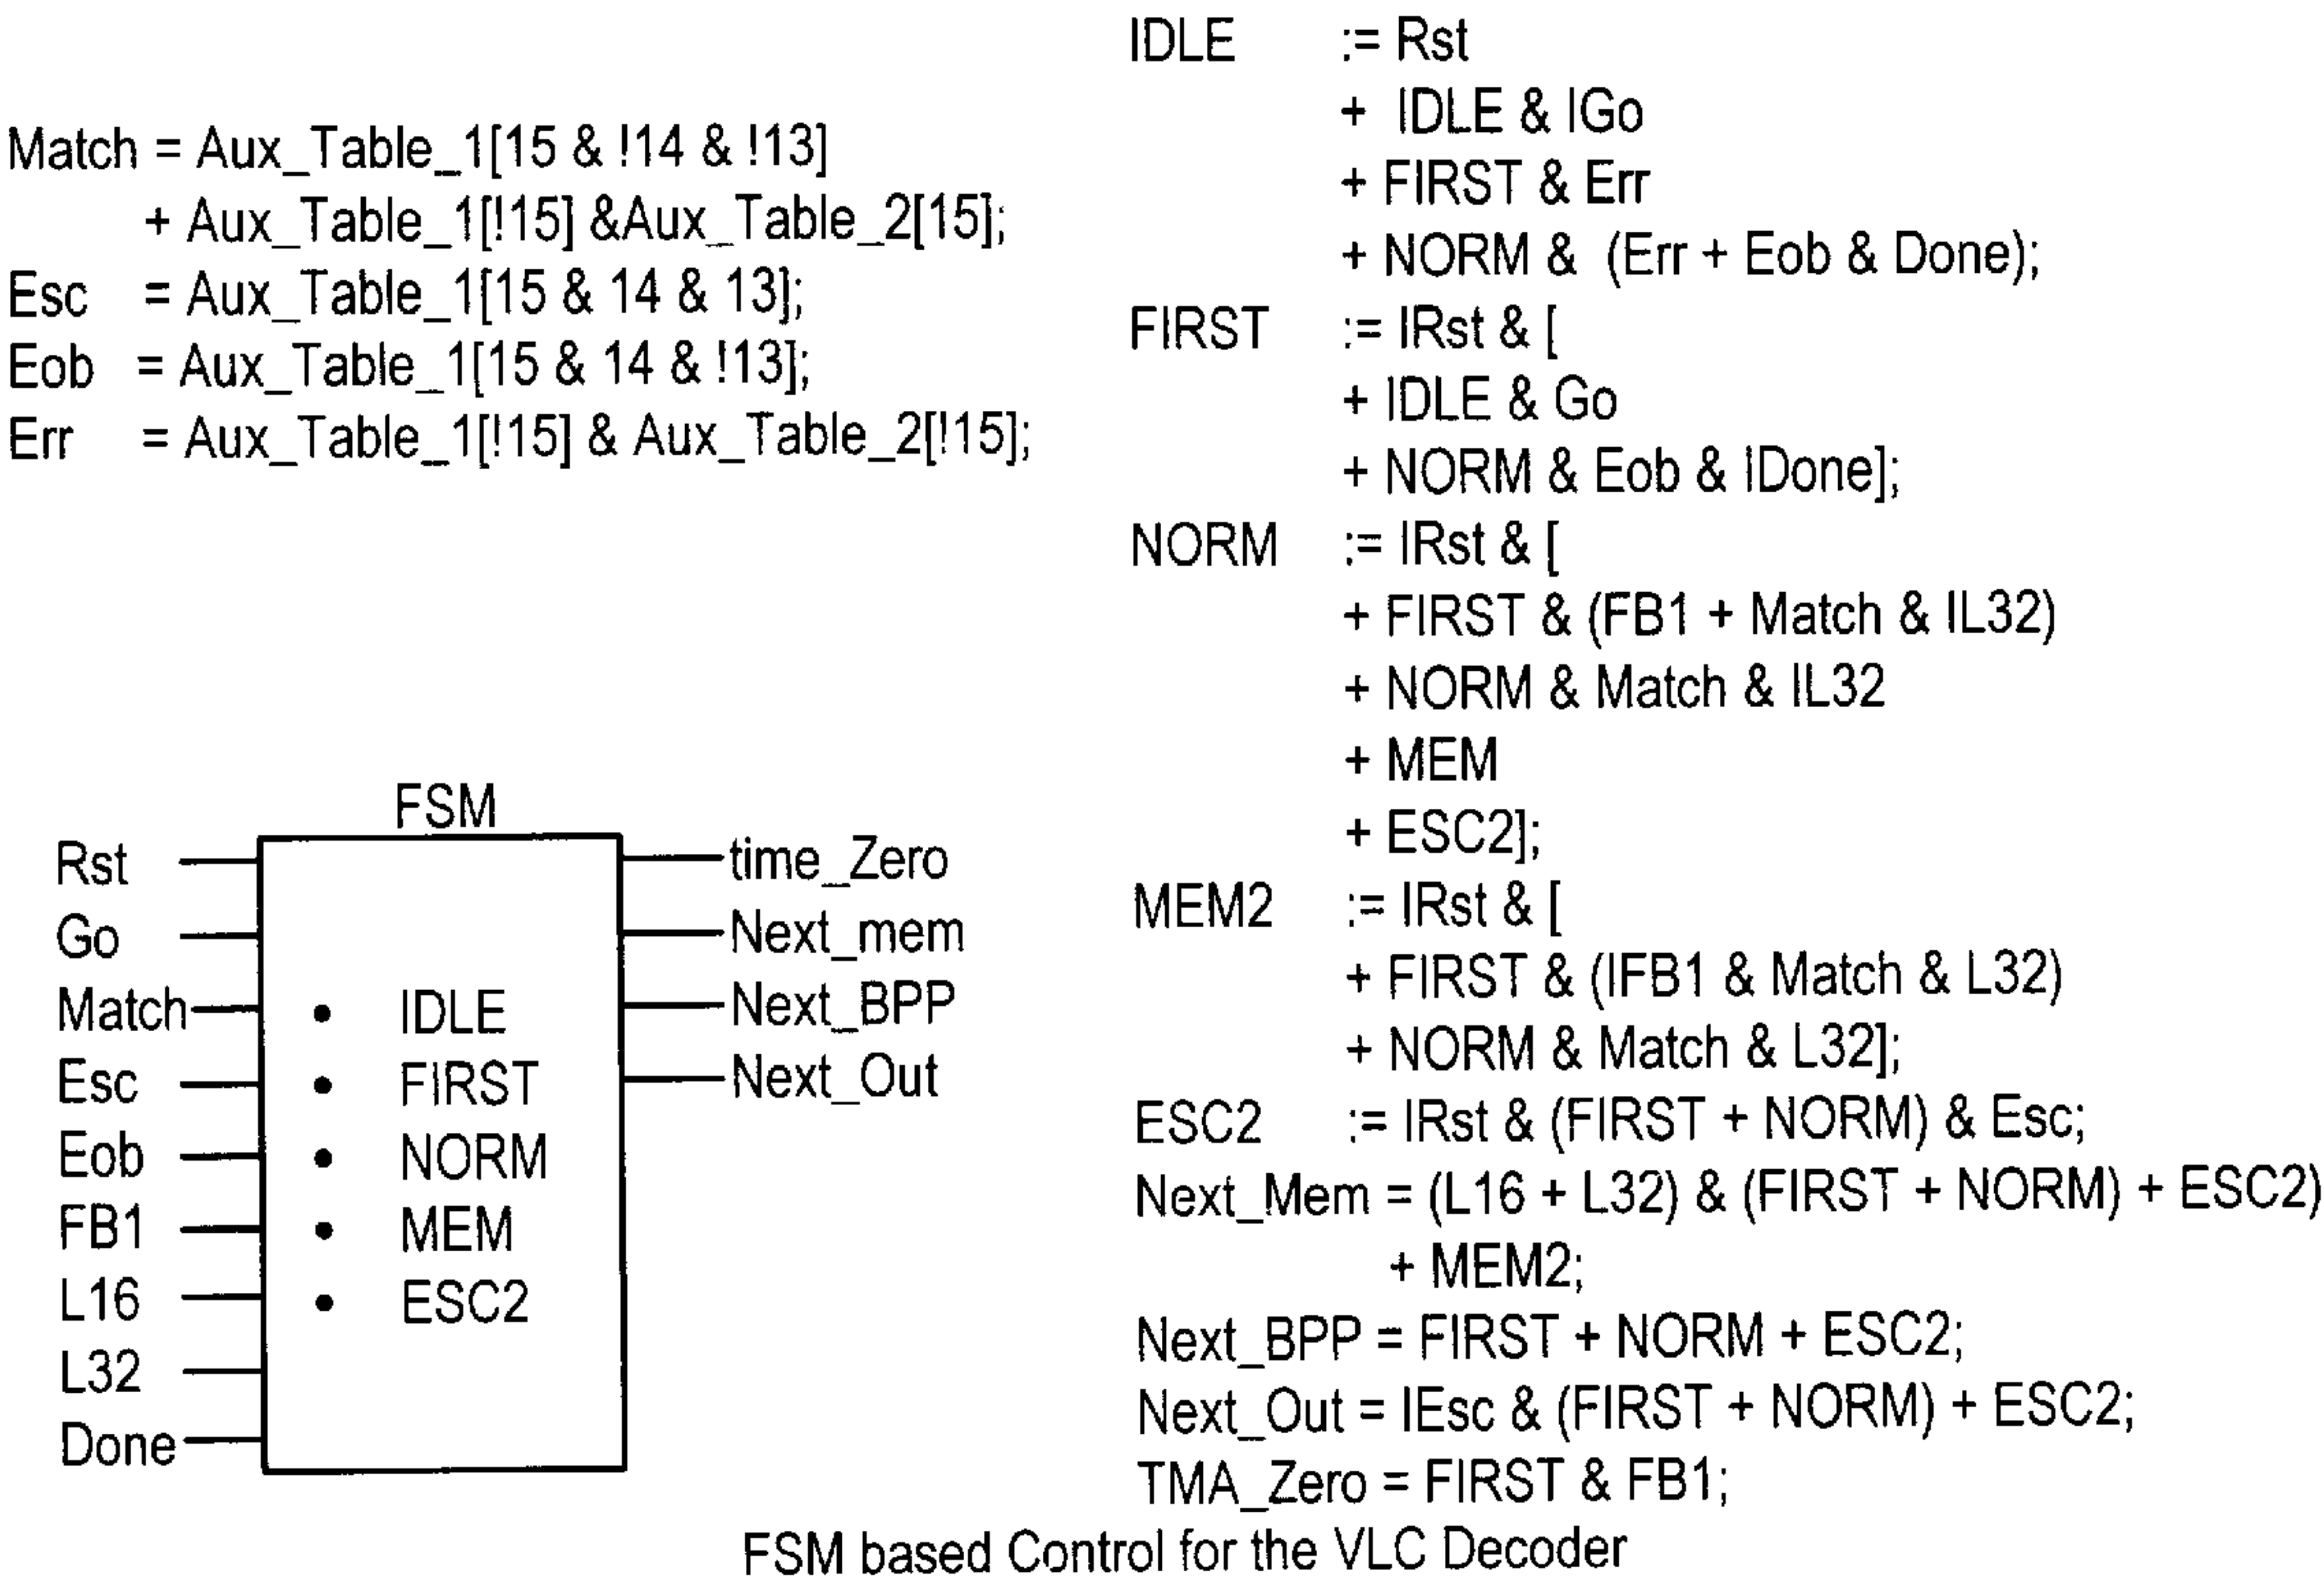 Match = Aux_Table_1[15 & !14 & !13]
+ Aux_Table_1[!15] &Aux_Table_2[15];
Esc = Aux_Table_1[15 & 14 & 13];
Eob = Aux_Table_1[15 & 14 & !13];
Err = Aux_Table_1[!15] & Aux_Table_2[!15];
FSM
Rst
Go
Match
Esc
Eob
FB1
L16
L32
Done
• IDLE
• FIRST
• NORM
• MEM
• ESC2
time_Zero
Next_mem
Next_BPP
Next_Out
IDLE := Rst
+ IDLE & IGo
+ FIRST & Err
+ NORM & (Err + Eob & Done);
FIRST := IRst & [
+ IDLE & Go
+ NORM & Eob & IDone];
NORM := IRst & [
+ FIRST & (FB1 + Match & IL32)
+ NORM & Match & IL32
+ MEM
+ ESC2];
MEM2 := IRst & [
+ FIRST & (IFB1 & Match & L32)
+ NORM & Match & L32];
ESC2 := IRst & (FIRST + NORM) & Esc;
Next_Mem = (L16 + L32) & (FIRST + NORM) + ESC2)
+ MEM2;
Next_BPP = FIRST + NORM + ESC2;
Next_Out = IEsc & (FIRST + NORM) + ESC2;
TMA_Zero = FIRST & FB1;
FSM based Control for the VLC Decoder